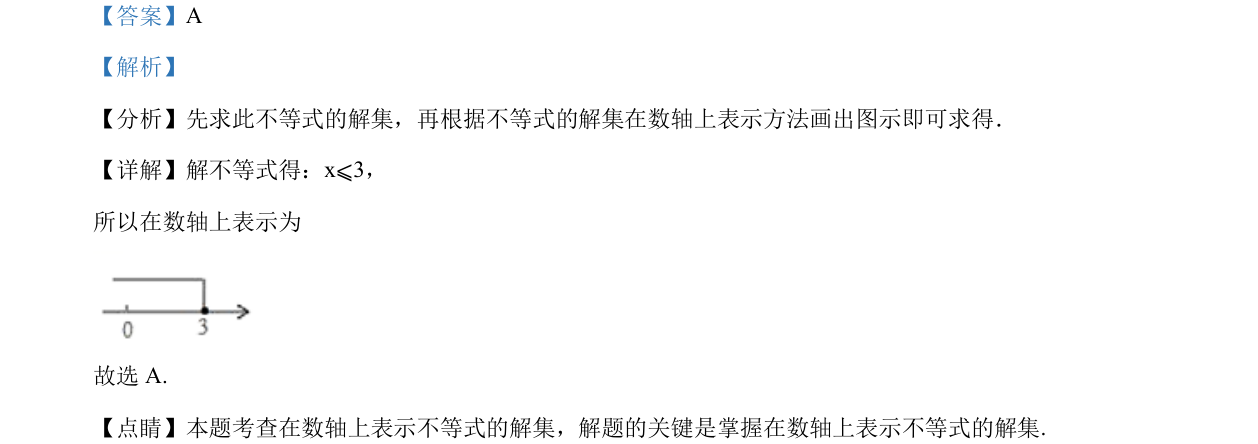 【答案】A
【解析】
【分析】先求此不等式的解集，再根据不等式的解集在数轴上表示方法画出图示即可求得．
【详解】解不等式得：x⩽3，
所以在数轴上表示为
0 3
故选 A.
【点睛】本题考查在数轴上表示不等式的解集，解题的关键是掌握在数轴上表示不等式的解集.